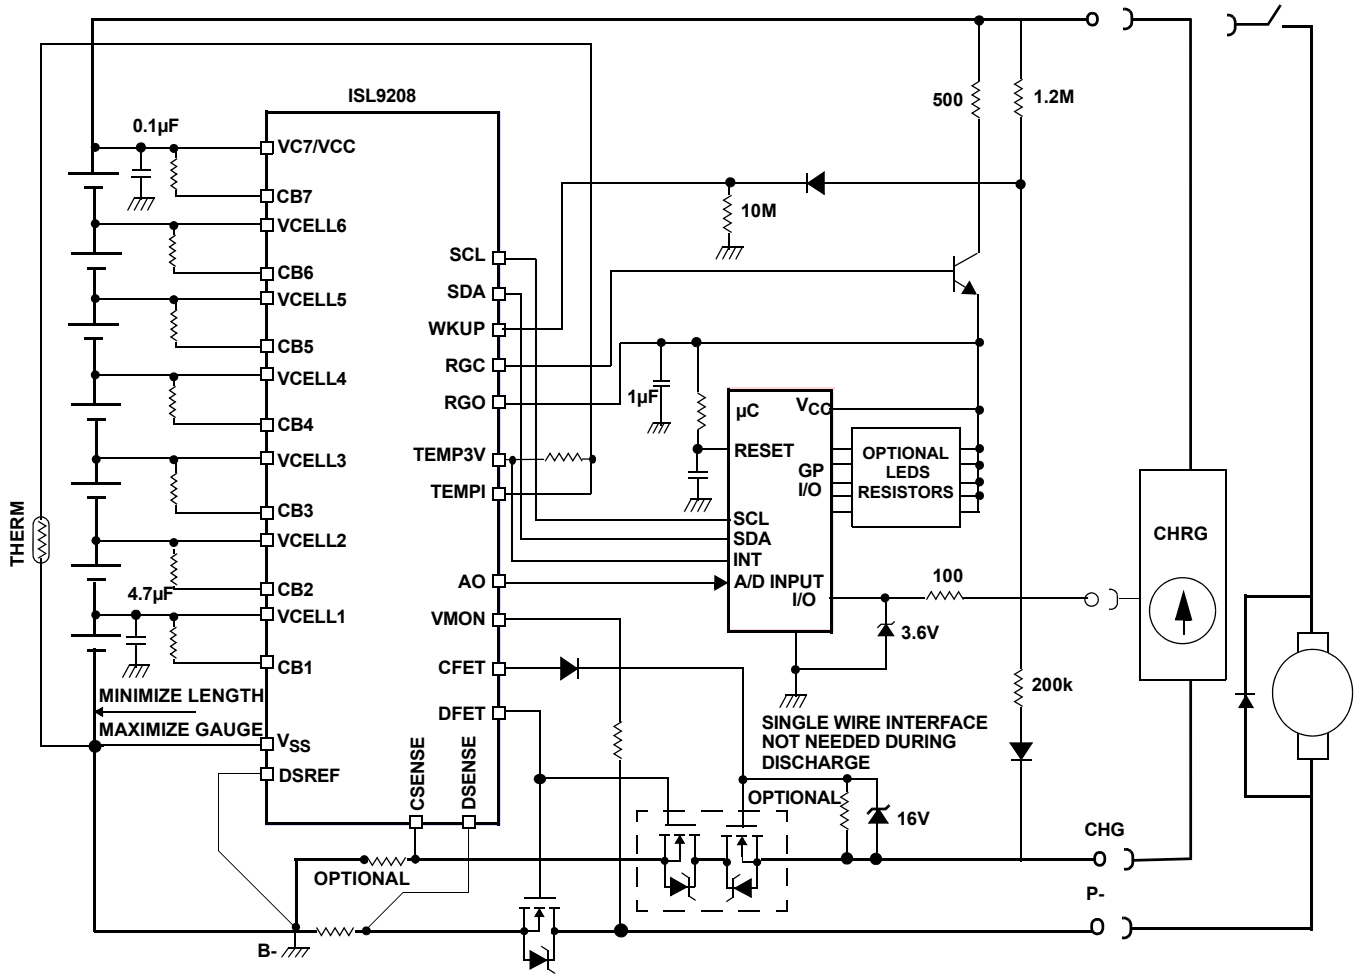 ISL9208
0.1µF
VC7/VCC
CB7
VCELL6
CB6
VCELL5
CB5
VCELL4
CB4
VCELL3
CB3
VCELL2
CB2
4.7µF
VCELL1
CB1
MINIMIZE LENGTH
MAXIMIZE GAUGE
VSS
DSREF
THERM
SCL
SDA
WKUP
RGC
RGO
TEMP3V
TEMPI
AO
VMON
CFET
DFET
CSENSE
DSENSE
OPTIONAL
B-
500
1.2M
10M
1µF
µC
VCC
RESET
GP
I/O
SCL
SDA
INT
A/D INPUT
I/O
OPTIONAL
LEDS
RESISTORS
100
3.6V
200k
SINGLE WIRE INTERFACE
NOT NEEDED DURING
DISCHARGE
OPTIONAL
16V
CHRG
CHG
P-